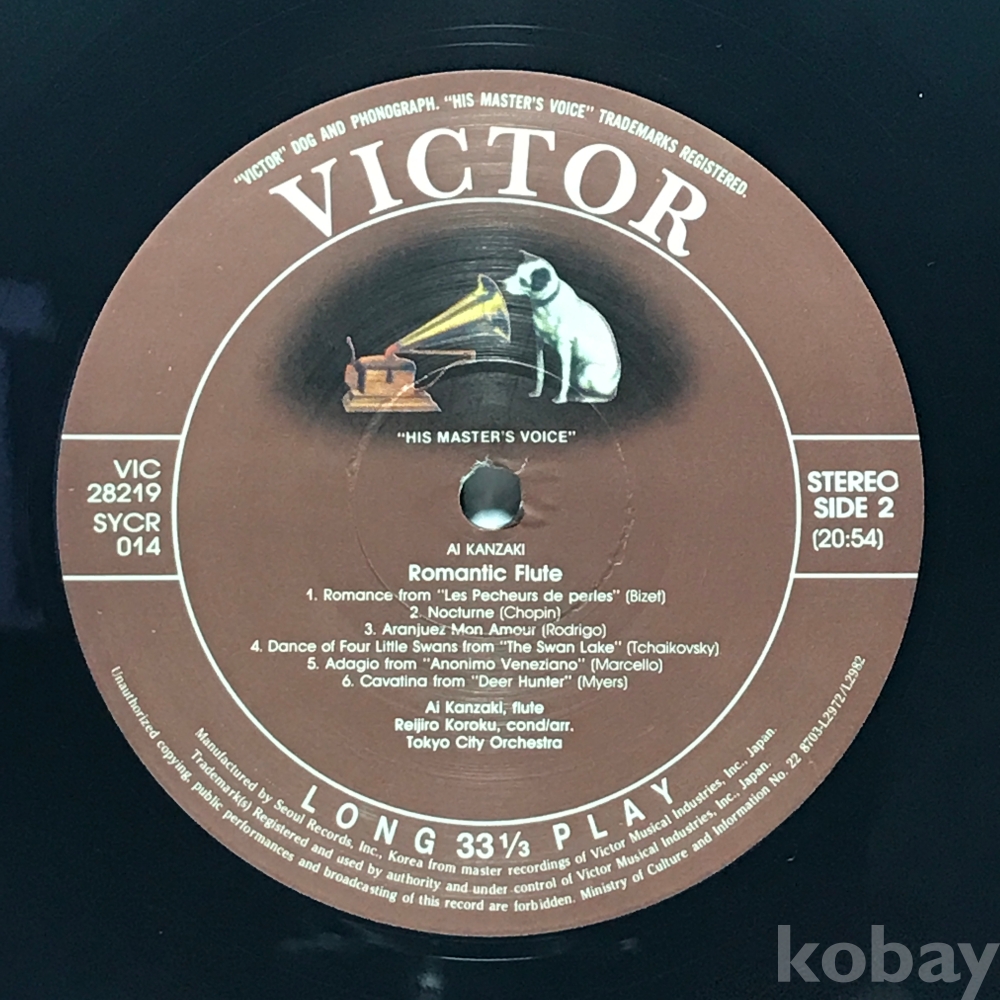 "VICTOR" DOG AND PHONOGRAPH. "HIS MASTER'S VOICE" TRADEMARKS REGISTERED.
VICTOR
"HIS MASTER'S VOICE"
VIC
28219
SYCR
014
STEREO
SIDE 2
(20:54)
AI KANZAKI
Romantic Flute
1. Romance from "Les Pecheurs de perles" (Bizet)
2. Nocturne (Chopin)
3. Aranjuez Mon Amour (Rodrigo)
4. Dance of Four Little Swans from "The Swan Lake" (Tchaikovsky)
5. Adagio from "Anonimo Veneziano" (Marcello)
6. Cavatina from "Deer Hunter" (Myers)
Ai Kanzaki, flute
Reijiro Koroku, cond/arr.
Tokyo City Orchestra
LONG 33 1/3 PLAY
Manufactured by Seoul Records, Inc., Korea from master recordings of Victor Musical Industries, Inc., Japan.
Trademark(s) Registered and used by authority and under control of Victor Musical Industries, Inc., Japan.
Unauthorized copying, public performances and broadcasting of this record are forbidden. Ministry of Culture and Information No. 22 8703-L2972/L2982
kobay